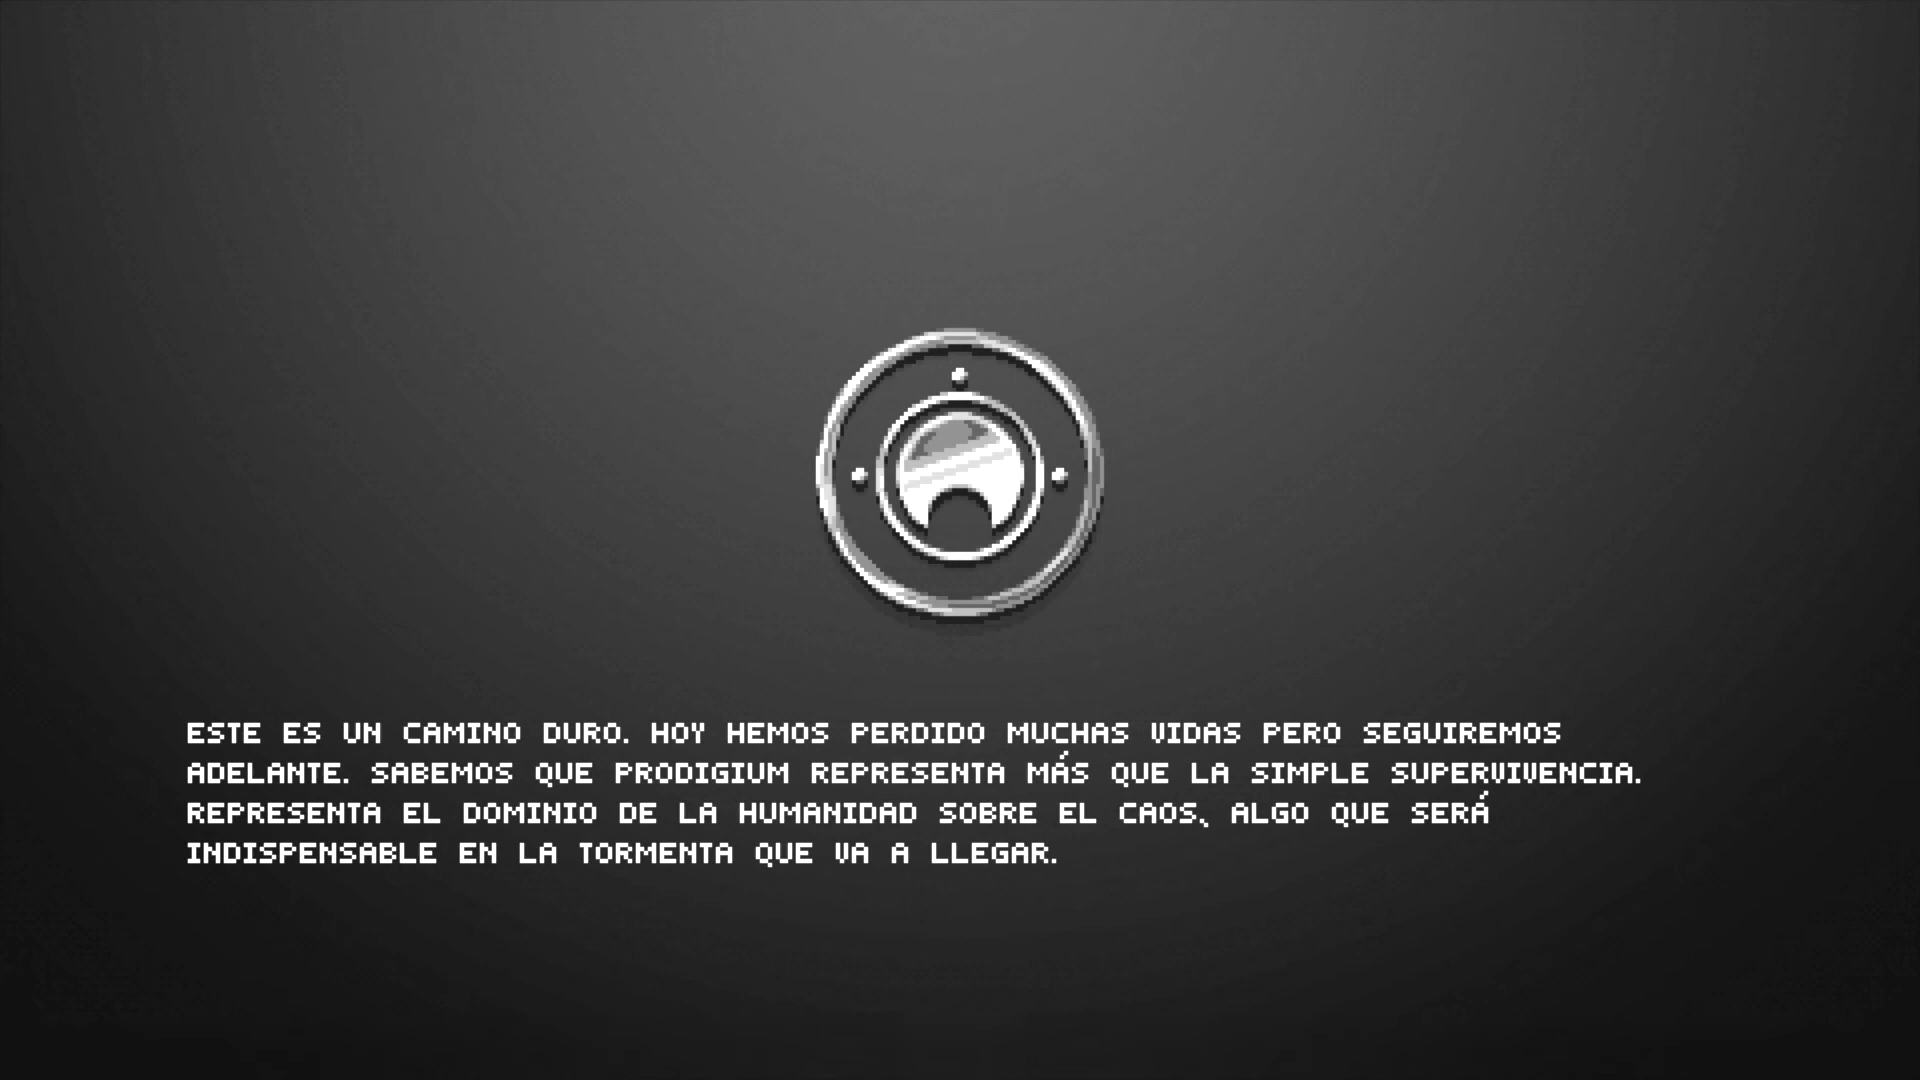 ESTE ES UN CAMINO DURO. HOY HEMOS PERDIDO MUCHAS VIDAS PERO SEGUIREMOS
ADELANTE. SABEMOS QUE PRODIGIUM REPRESENTA MÁS QUE LA SIMPLE SUPERVIVENCIA.
REPRESENTA EL DOMINIO DE LA HUMANIDAD SOBRE EL CAOS, ALGO QUE SERÁ
INDISPENSABLE EN LA TORMENTA QUE VA A LLEGAR.